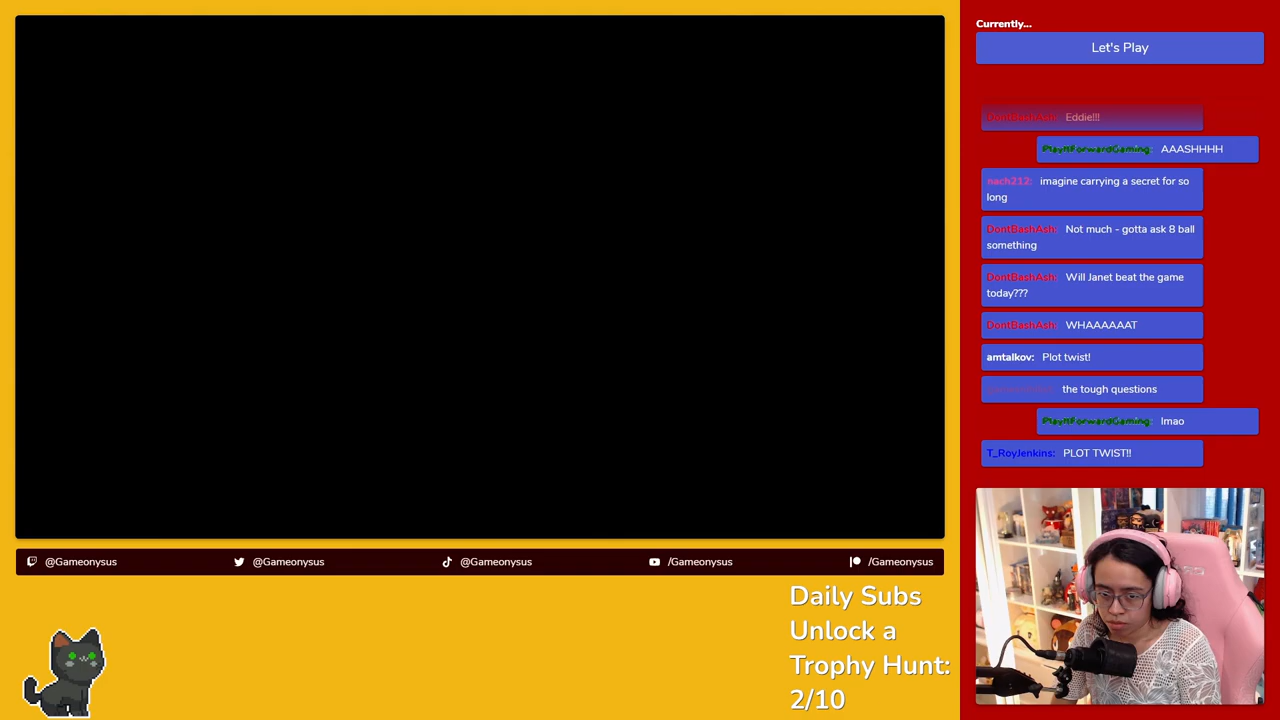 Currently...
Let's Play
DontBashAsh: Eddie!!!
PlayItForwardGaming: AAASHHHH
nach212: imagine carrying a secret for so
long
DontBashAsh: Not much - gotta ask 8 ball
something
DontBashAsh: Will Janet beat the game
today???
DontBashAsh: WHAAAAAAT
amtalkov: Plot twist!
the tough questions
PlayItForwardGaming: lmao
T_RoyJenkins: PLOT TWIST!!
@Gameonysus
@Gameonysus
@Gameonysus
/Gameonysus
/Gameonysus
Daily Subs
Unlock a
Trophy Hunt:
2/10